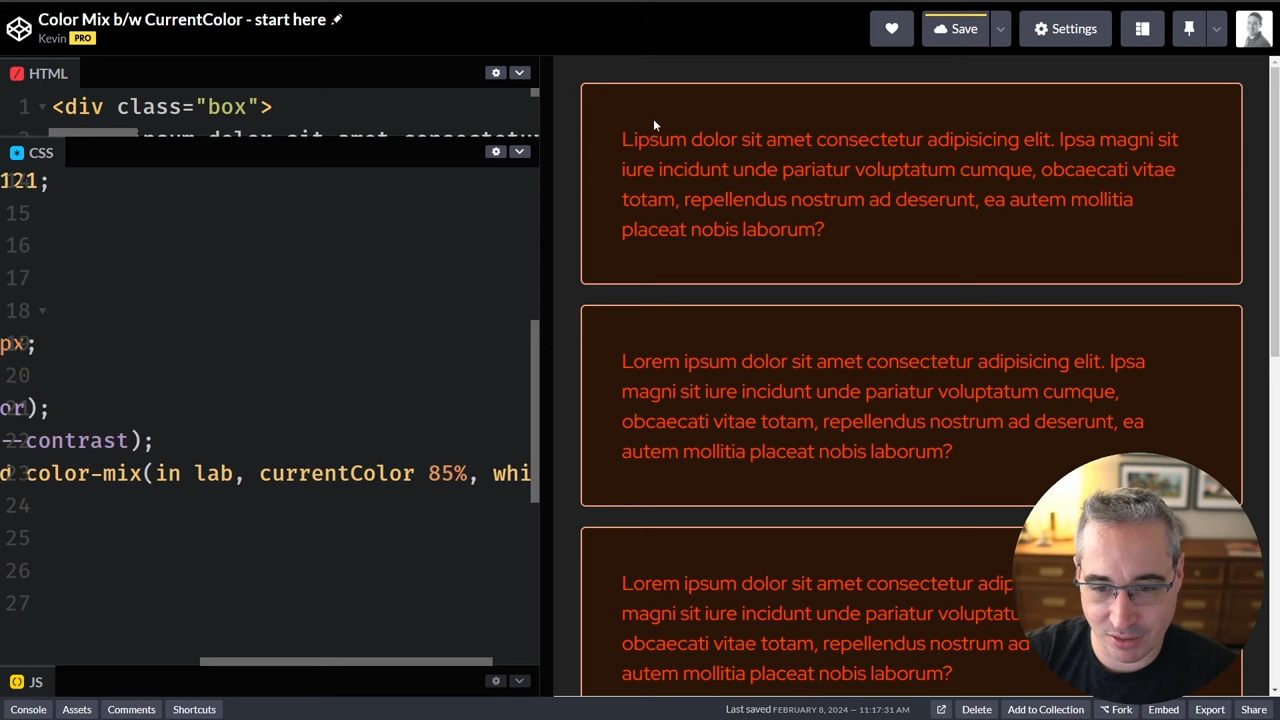 Color Mix b/w CurrentColor - start here
Kevin PRO
Save
Settings
HTML
1 <div class="box">
2 ipsum dolor sit amet consectetur
CSS
121;
15
16
17
18
px;
20
or);
--contrast);
d color-mix(in lab, currentColor 85%, whi
24
25
26
27
JS
Lipsum dolor sit amet consectetur adipisicing elit. Ipsa magni sit
iure incidunt unde pariatur voluptatum cumque, obcaecati vitae
totam, repellendus nostrum ad deserunt, ea autem mollitia
placeat nobis laborum?
Lorem ipsum dolor sit amet consectetur adipisicing elit. Ipsa
magni sit iure incidunt unde pariatur voluptatum cumque,
obcaecati vitae totam, repellendus nostrum ad deserunt, ea
autem mollitia placeat nobis laborum?
Lorem ipsum dolor sit amet consectetur adip
magni sit iure incidunt unde pariatur voluptatu
obcaecati vitae totam, repellendus nostrum ad
autem mollitia placeat nobis laborum?
Console Assets Comments Shortcuts
Last saved FEBRUARY 8, 2024 — 11:17:31 AM
Delete Add to Collection Fork Embed Export Share